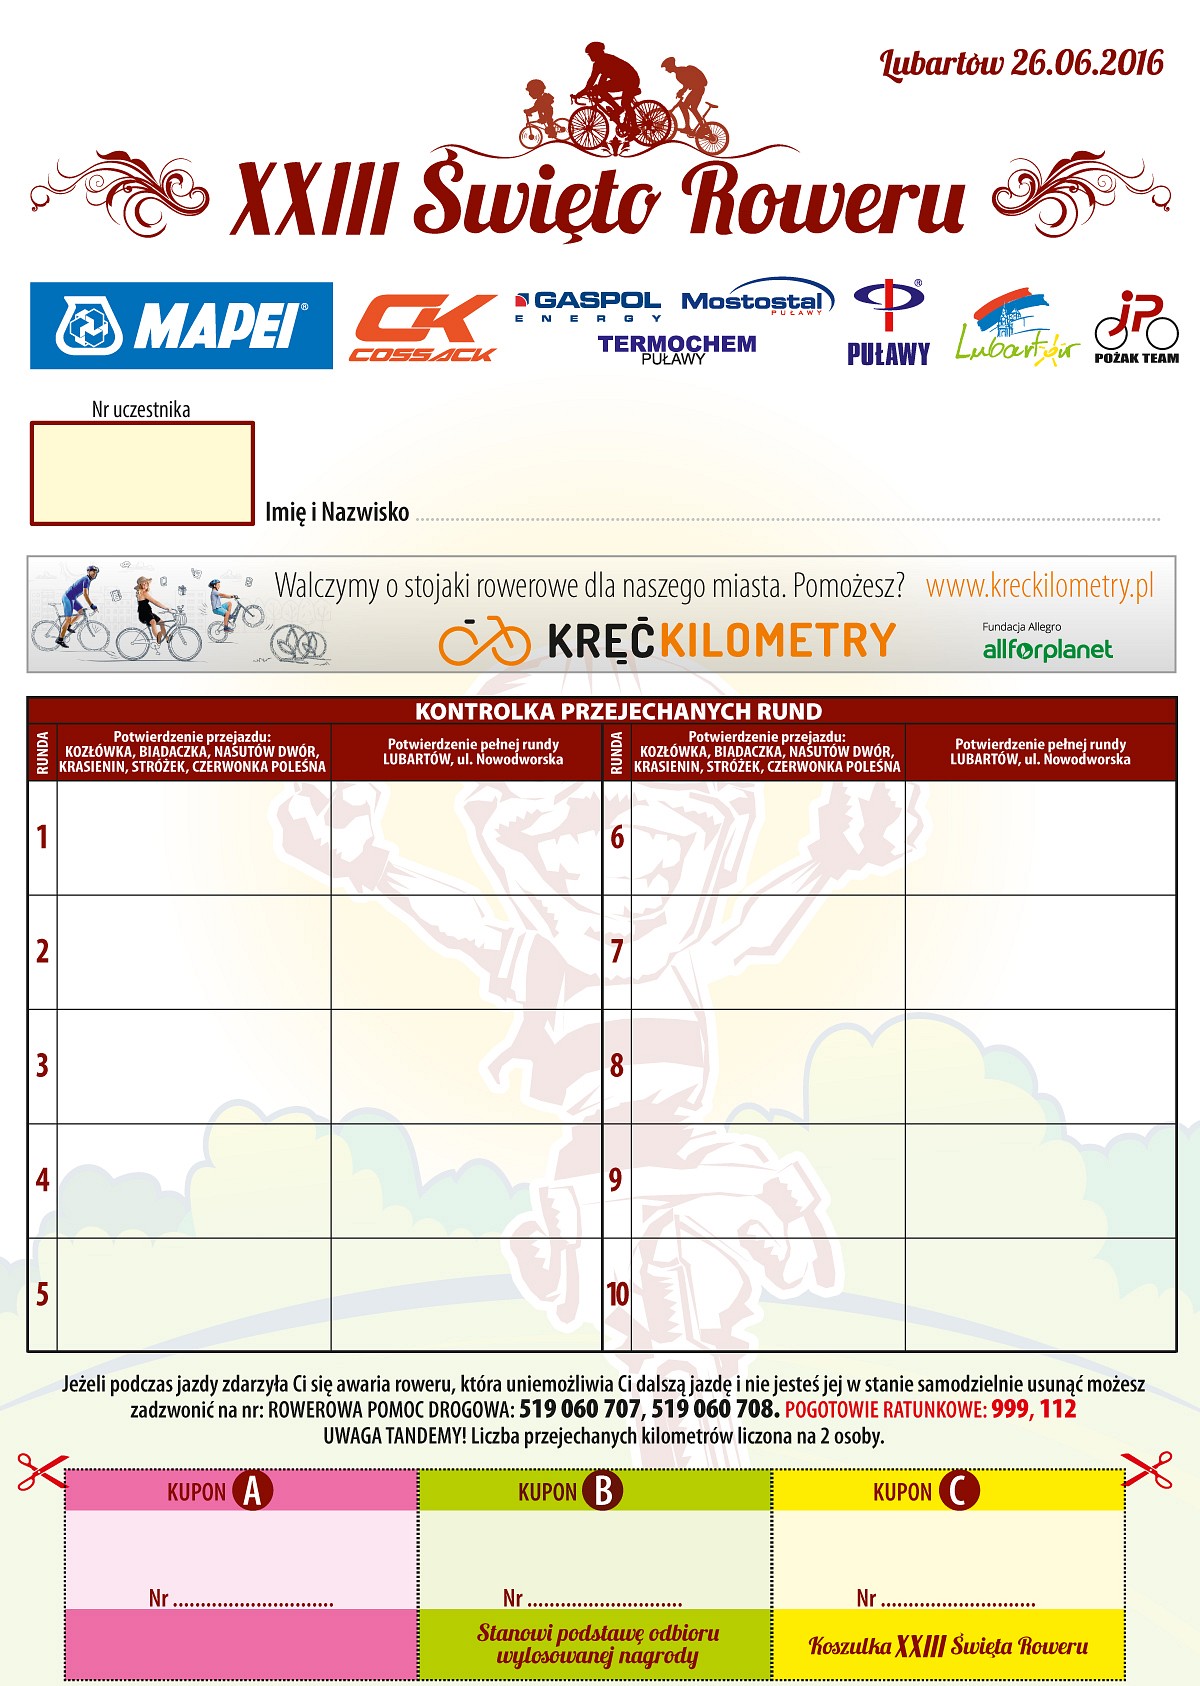 Lubartów 26.06.2016
XXIII Święto Roweru
MAPEI®
CK
COSSACK
GASPOL
ENERGY
Mostostal
PUŁAWY
TERMOCHEM
PUŁAWY
®
PUŁAWY
Lubartów
JP
POŻAK TEAM
Nr uczestnika
Imię i Nazwisko
Walczymy o stojaki rowerowe dla naszego miasta. Pomożesz? www.kreckilometry.pl
KRĘĆKILOMETRY
Fundacja Allegro
allforplanet
KONTROLKA PRZEJECHANYCH RUND
RUNDA
Potwierdzenie przejazdu:
KOZŁÓWKA, BIADACZKA, NASUTÓW DWÓR,
KRASIENIN, STRÓŻEK, CZERWONKA POLEŚNA
Potwierdzenie pełnej rundy
LUBARTÓW, ul. Nowodworska
RUNDA
Potwierdzenie przejazdu:
KOZŁÓWKA, BIADACZKA, NASUTÓW DWÓR,
KRASIENIN, STRÓŻEK, CZERWONKA POLEŚNA
Potwierdzenie pełnej rundy
LUBARTÓW, ul. Nowodworska
1 6
2 7
3 8
4 9
5 10
Jeżeli podczas jazdy zdarzyła Ci się awaria roweru, która uniemożliwia Ci dalszą jazdę i nie jesteś jej w stanie samodzielnie usunąć możesz
zadzwonić na nr: ROWEROWA POMOC DROGOWA: 519 060 707, 519 060 708. POGOTOWIE RATUNKOWE: 999, 112
UWAGA TANDEMY! Liczba przejechanych kilometrów liczona na 2 osoby.
KUPON A
Nr ............................
KUPON B
Nr ...........................
Stanowi podstawę odbioru
wylosowanej nagrody
KUPON C
Nr ...........................
Koszulka XXIII Święta Roweru